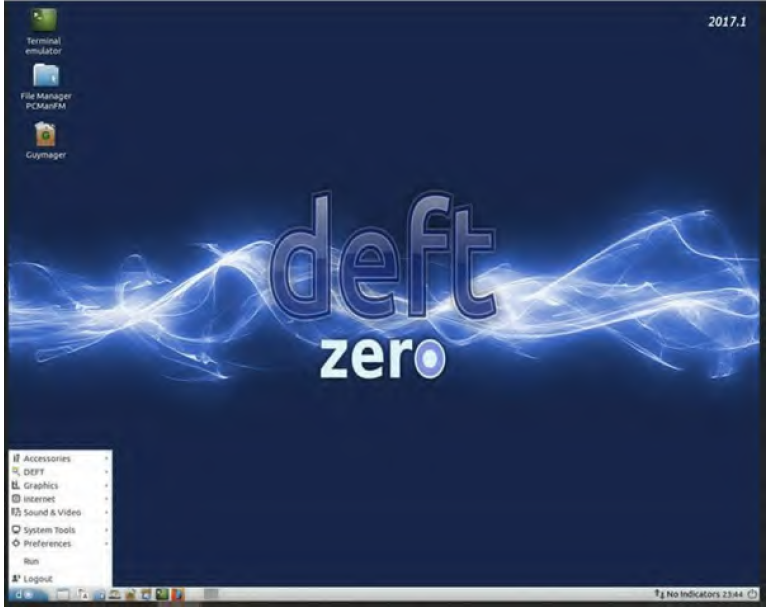 2017.1
Terminal
emulator
File Manager
PCManFM
Guymager
deft
zero
Accessories
DEFT
Graphics
Internet
Sound & Video
System Tools
Preferences
Run
Logout
No Indicators 23:44